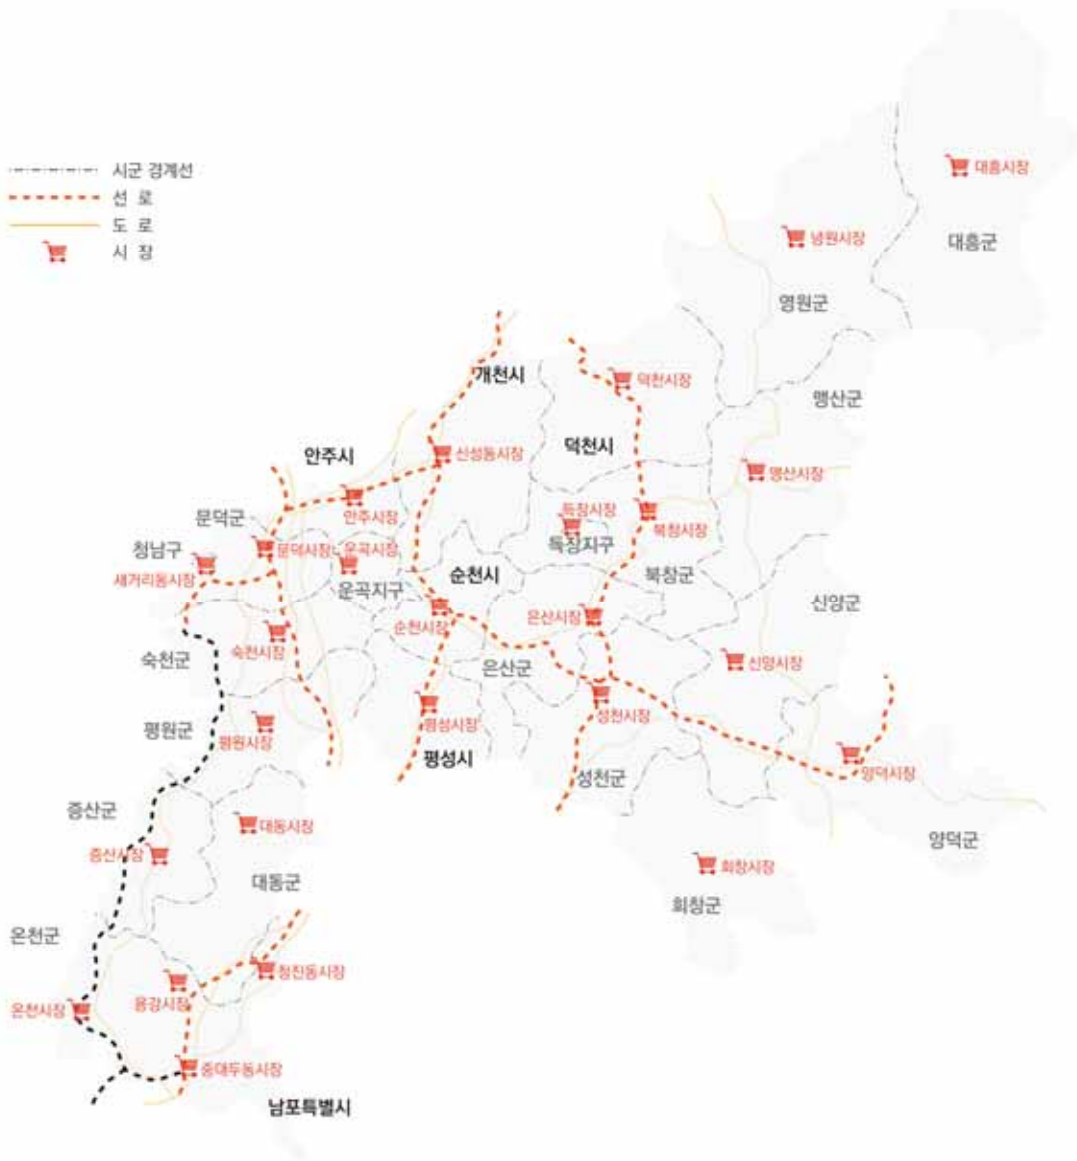 시군 경계선
선 로
도 로
시 장
대흥시장
대흥군
녕원시장
영원군
개천시
덕천시장
맹산군
덕천시
안주시
신성동시장
맹산시장
안주시장
문덕군
득장시장
북창시장
득장지구
청남구
문덕시장
운곡시장
새거리동시장
운곡지구
순천시
북창군
신양군
순천시장
은산시장
숙천시장
숙천군
은산군
신양시장
평성시장
성천시장
평원군
평원시장
평성시
성천군
양덕시장
증산군
대동시장
양덕군
증산시장
회창시장
대동군
회창군
온천군
청진동시장
용강시장
온천시장
중대두동시장
남포특별시